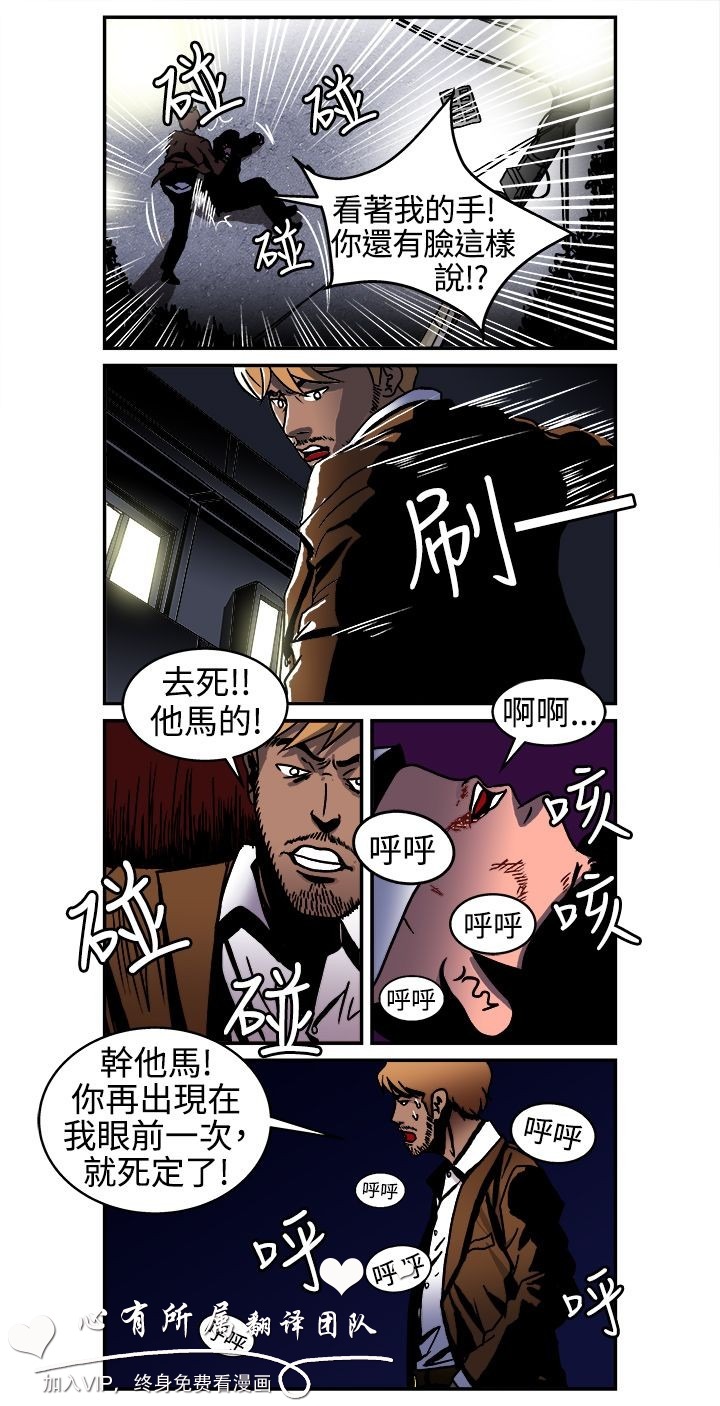 碰
碰
看著我的手!
你還有臉這樣
說!?
碰
刷
去死!!
他馬的!
啊啊...
咳
呼呼
碰
咳
呼呼
碰
呼呼
幹他馬!
你再出現在
我眼前一次,
就死定了!
呼呼
呼呼
呼
呼呼
呼
心有所属翻译团队
呼呼
加入VIP，终身免费看漫画